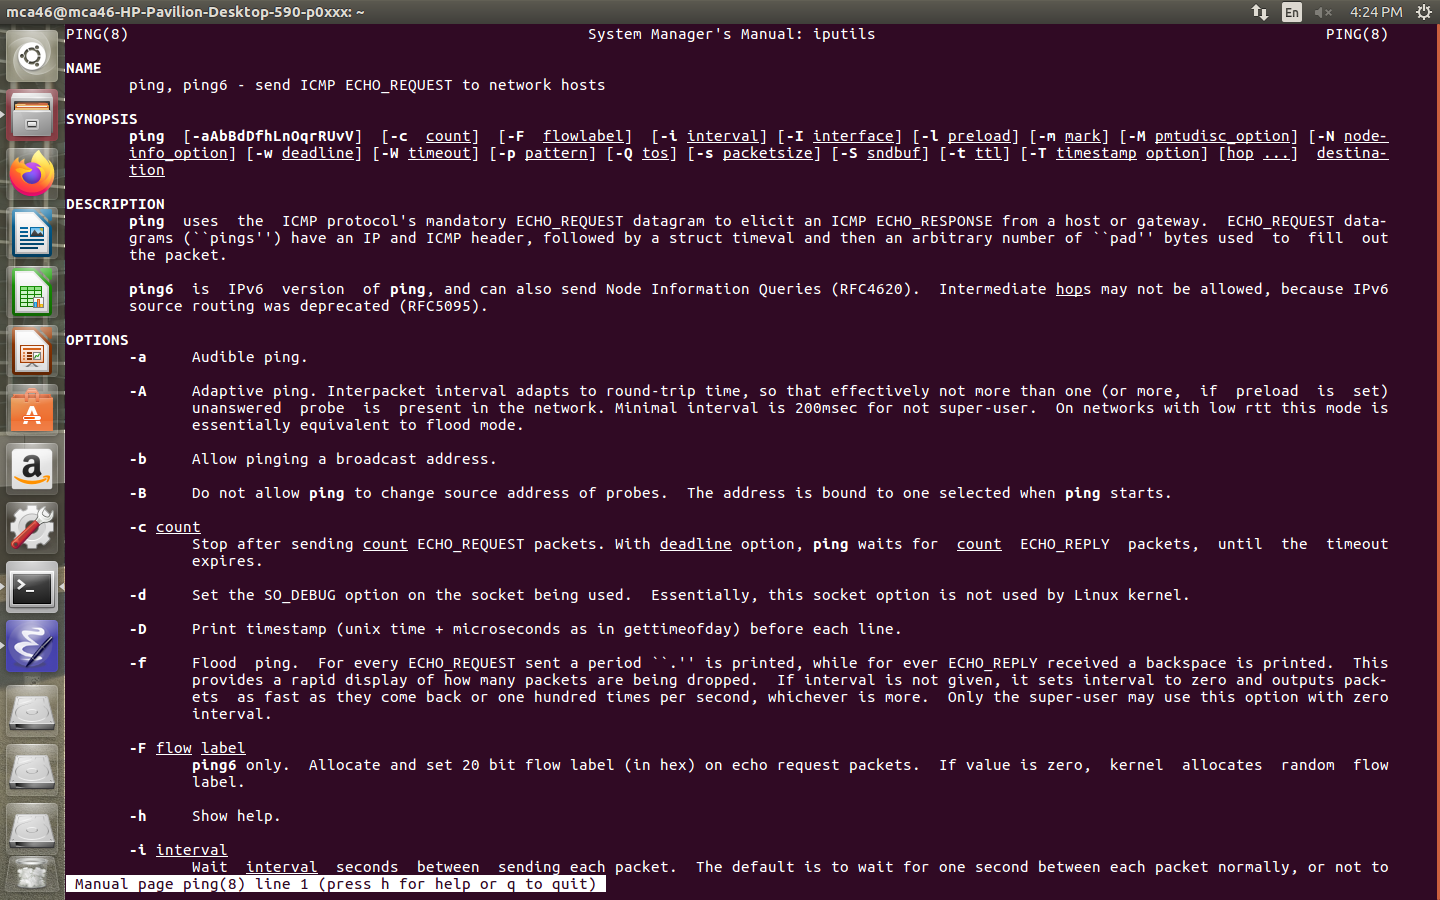 mca46@mca46-HP-Pavilion-Desktop-590-p0xxx: ~
En
4:24 PM
PING(8) System Manager's Manual: iputils PING(8)
NAME
ping, ping6 - send ICMP ECHO_REQUEST to network hosts
SYNOPSIS
ping [-aAbBdDfhLnOqrRUvV] [-c count] [-F flowlabel] [-i interval] [-I interface] [-l preload] [-m mark] [-M pmtudisc_option] [-N node-
info_option] [-w deadline] [-W timeout] [-p pattern] [-Q tos] [-s packetsize] [-S sndbuf] [-t ttl] [-T timestamp option] [hop ...] destina-
tion
DESCRIPTION
ping uses the ICMP protocol's mandatory ECHO_REQUEST datagram to elicit an ICMP ECHO_RESPONSE from a host or gateway. ECHO_REQUEST data-
grams (``pings'') have an IP and ICMP header, followed by a struct timeval and then an arbitrary number of ``pad'' bytes used to fill out
the packet.
ping6 is IPv6 version of ping, and can also send Node Information Queries (RFC4620). Intermediate hops may not be allowed, because IPv6
source routing was deprecated (RFC5095).
OPTIONS
-a Audible ping.
-A Adaptive ping. Interpacket interval adapts to round-trip time, so that effectively not more than one (or more, if preload is set)
unanswered probe is present in the network. Minimal interval is 200msec for not super-user. On networks with low rtt this mode is
essentially equivalent to flood mode.
-b Allow pinging a broadcast address.
-B Do not allow ping to change source address of probes. The address is bound to one selected when ping starts.
-c count
Stop after sending count ECHO_REQUEST packets. With deadline option, ping waits for count ECHO_REPLY packets, until the timeout
expires.
-d Set the SO_DEBUG option on the socket being used. Essentially, this socket option is not used by Linux kernel.
-D Print timestamp (unix time + microseconds as in gettimeofday) before each line.
-f Flood ping. For every ECHO_REQUEST sent a period ``.'' is printed, while for ever ECHO_REPLY received a backspace is printed. This
provides a rapid display of how many packets are being dropped. If interval is not given, it sets interval to zero and outputs pack-
ets as fast as they come back or one hundred times per second, whichever is more. Only the super-user may use this option with zero
interval.
-F flow label
ping6 only. Allocate and set 20 bit flow label (in hex) on echo request packets. If value is zero, kernel allocates random flow
label.
-h Show help.
-i interval
Wait interval seconds between sending each packet. The default is to wait for one second between each packet normally, or not to
Manual page ping(8) line 1 (press h for help or q to quit)